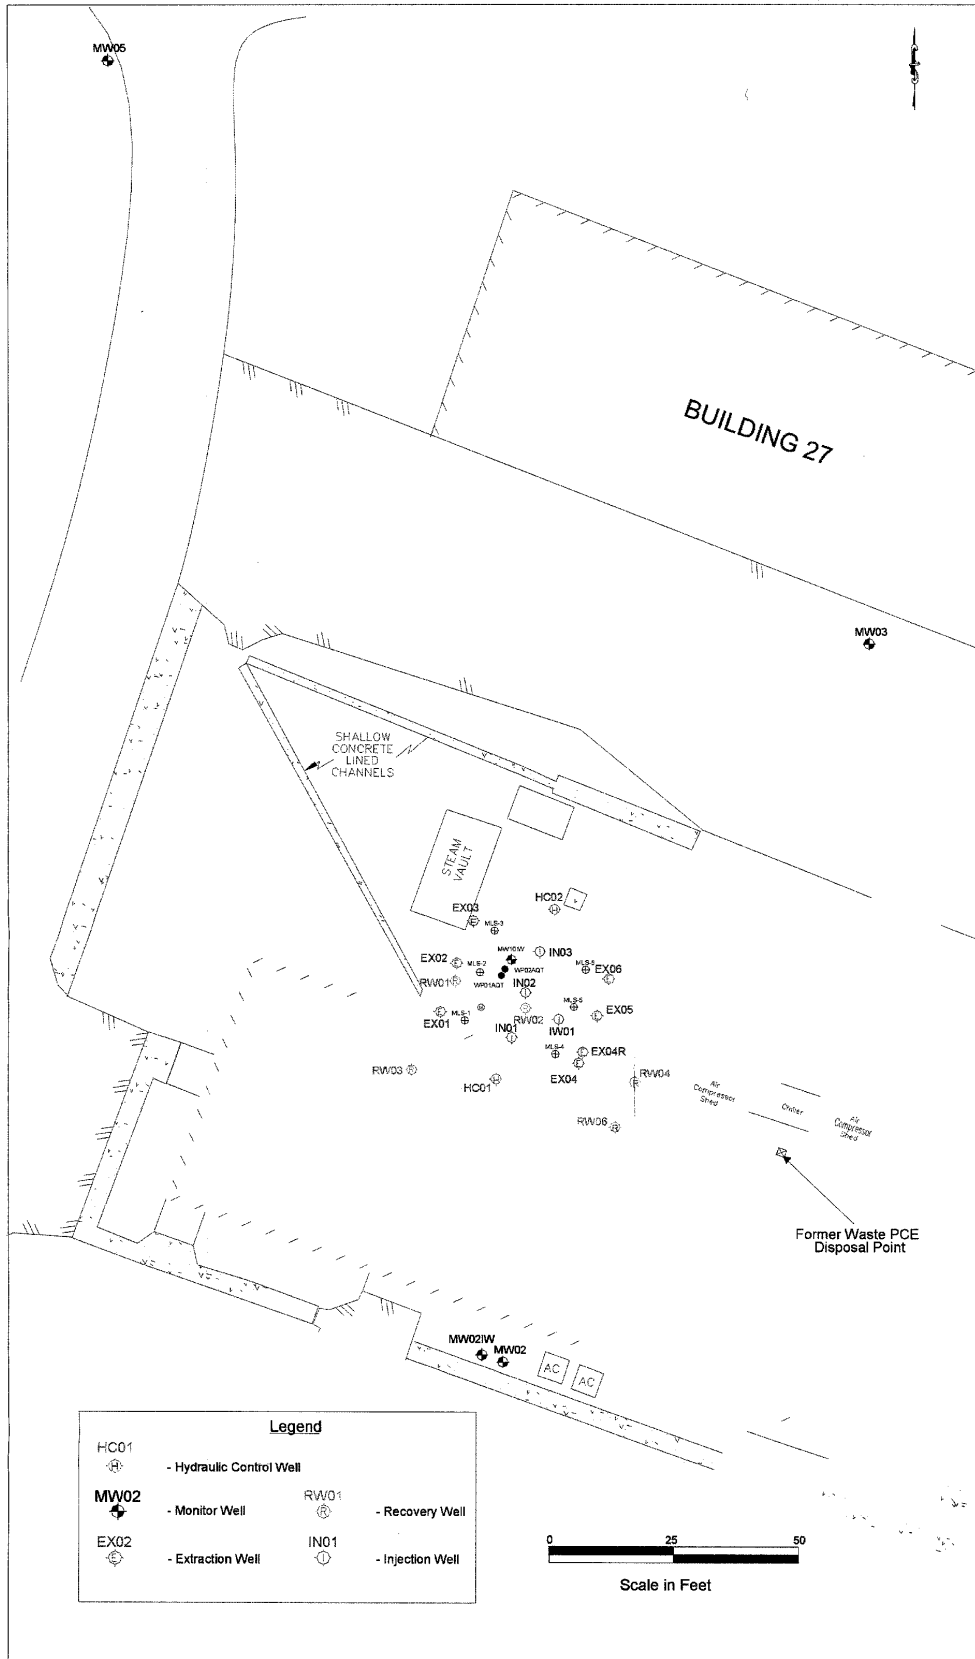 MW05
BUILDING 27
MW03
SHALLOW
CONCRETE
LINED
CHANNELS
STEAM
VAULT
HC02
EX03
MLS-3
EX02
MLS-2
IN03
WP02AQT
WP01AQT
EX06
RW01
IN02
MLS-5
EX05
EX01
MLS-1
RW02
IW01
IN01
MLS-4
EX04R
EX04
RW03
HC01
RW04
RW06
Air
Compressor
Shed
Chiller
Air
Compressor
Shed
Former Waste PCE
Disposal Point
MW02IW
MW02
AC
AC
Legend
HC01
H
- Hydraulic Control Well
MW02
- Monitor Well
RW01
R
- Recovery Well
EX02
E
- Extraction Well
IN01
I
- Injection Well
0 25 50
Scale in Feet